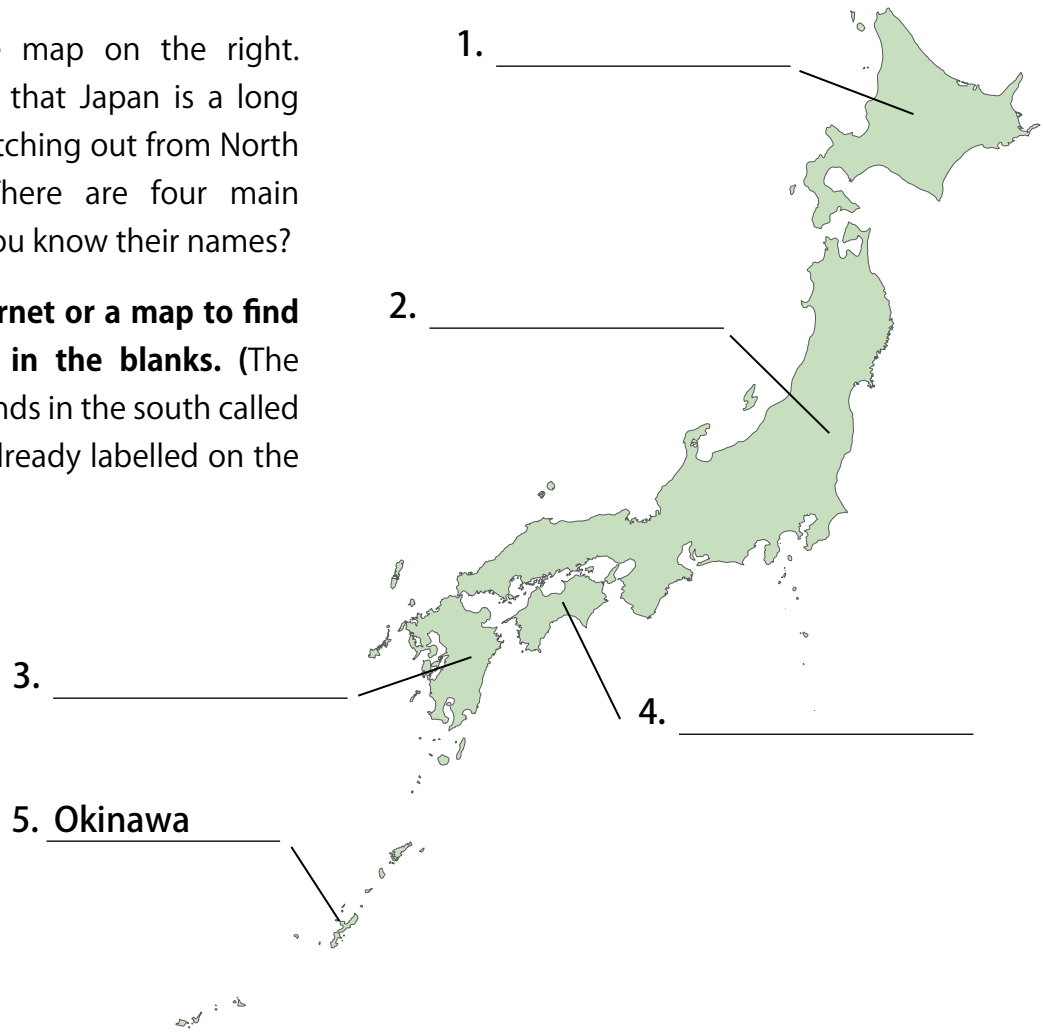 map on the right.
that Japan is a long
tching out from North
here are four main
ou know their names?
rnet or a map to find
in the blanks. (The
nds in the south called
lready labelled on the
1.
2.
3.
4.
5. Okinawa